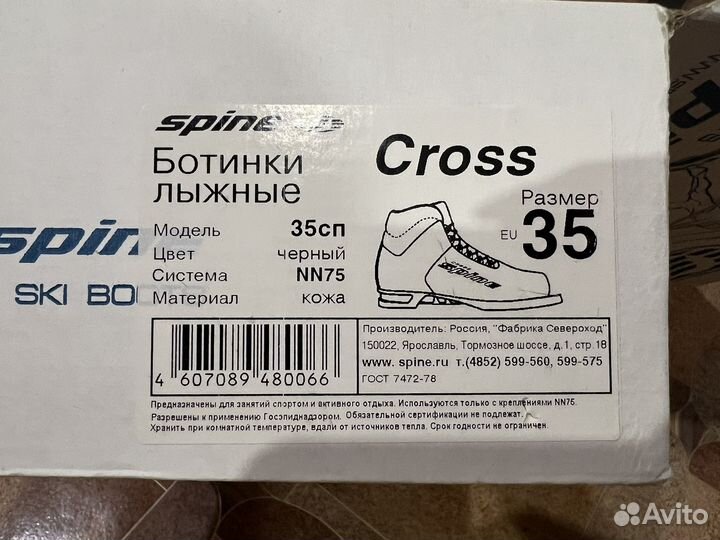 spine
Ботинки
лыжные
Cross
Модель 35сп
Цвет черный
Система NN75
Материал кожа
Размер
EU 35
spine
spine
SKI BOOTS
4 607089 480066
Производитель: Россия, "Фабрика Североход"
150022, Ярославль, Тормозное шоссе, д.1, стр.18
www. spine.ru т.(4852) 599-560, 599-575
ГОСТ 7472-78
Предназначены для занятий спортом и активного отдыха. Используются только с креплениями NN75.
Разрешены к применению Госэпиднадзором. Обязательной сертификации не подлежат.
Хранить при комнатной температуре, вдали от источников тепла. Срок годности не ограничен.
Avito